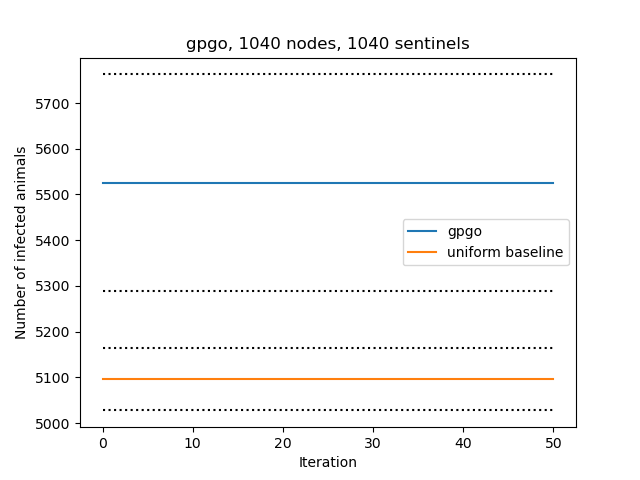 gpgo, 1040 nodes, 1040 sentinels
Number of infected animals
5700
5600
5500
5400
5300
5200
5100
5000
gpgo
uniform baseline
0 10 20 30 40 50
Iteration